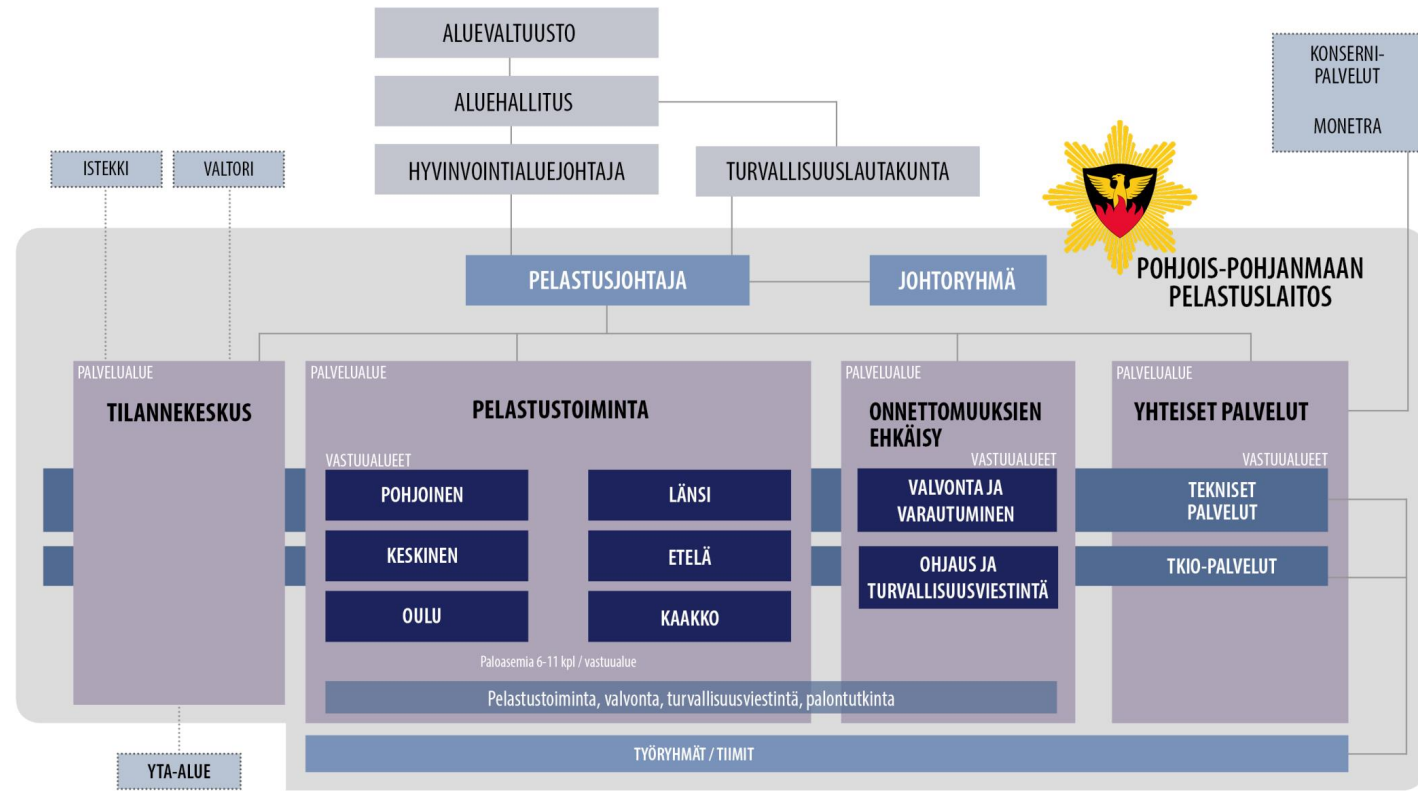 ALUEVALTUUSTO
ALUEHALLITUS
HYVINVOINTIALUEJOHTAJA
TURVALLISUUSLAUTAKUNTA
KONSERNI-
PALVELUT
MONETRA
ISTEKKI
VALTORI
PELASTUSJOHTAJA
JOHTORYHMÄ
POHJOIS-POHJANMAAN
PELASTUSLAITOS
PALVELUALUE
TILANNEKESKUS
PALVELUALUE
PELASTUSTOIMINTA
VASTUUALUEET
POHJOINEN
LÄNSI
KESKINEN
ETELÄ
OULU
KAAKKO
Paloasemia 6-11 kpl / vastuualue
PALVELUALUE
ONNETTOMUUKSIEN
EHKÄISY
VASTUUALUEET
VALVONTA JA
VARAUTUMINEN
OHJAUS JA
TURVALLISUUSVIESTINTÄ
Pelastustoiminta, valvonta, turvallisuusviestintä, palontutkinta
PALVELUALUE
YHTEISET PALVELUT
VASTUUALUEET
TEKNISET
PALVELUT
TKIO-PALVELUT
TYÖRYHMÄT / TIIMIT
YTA-ALUE